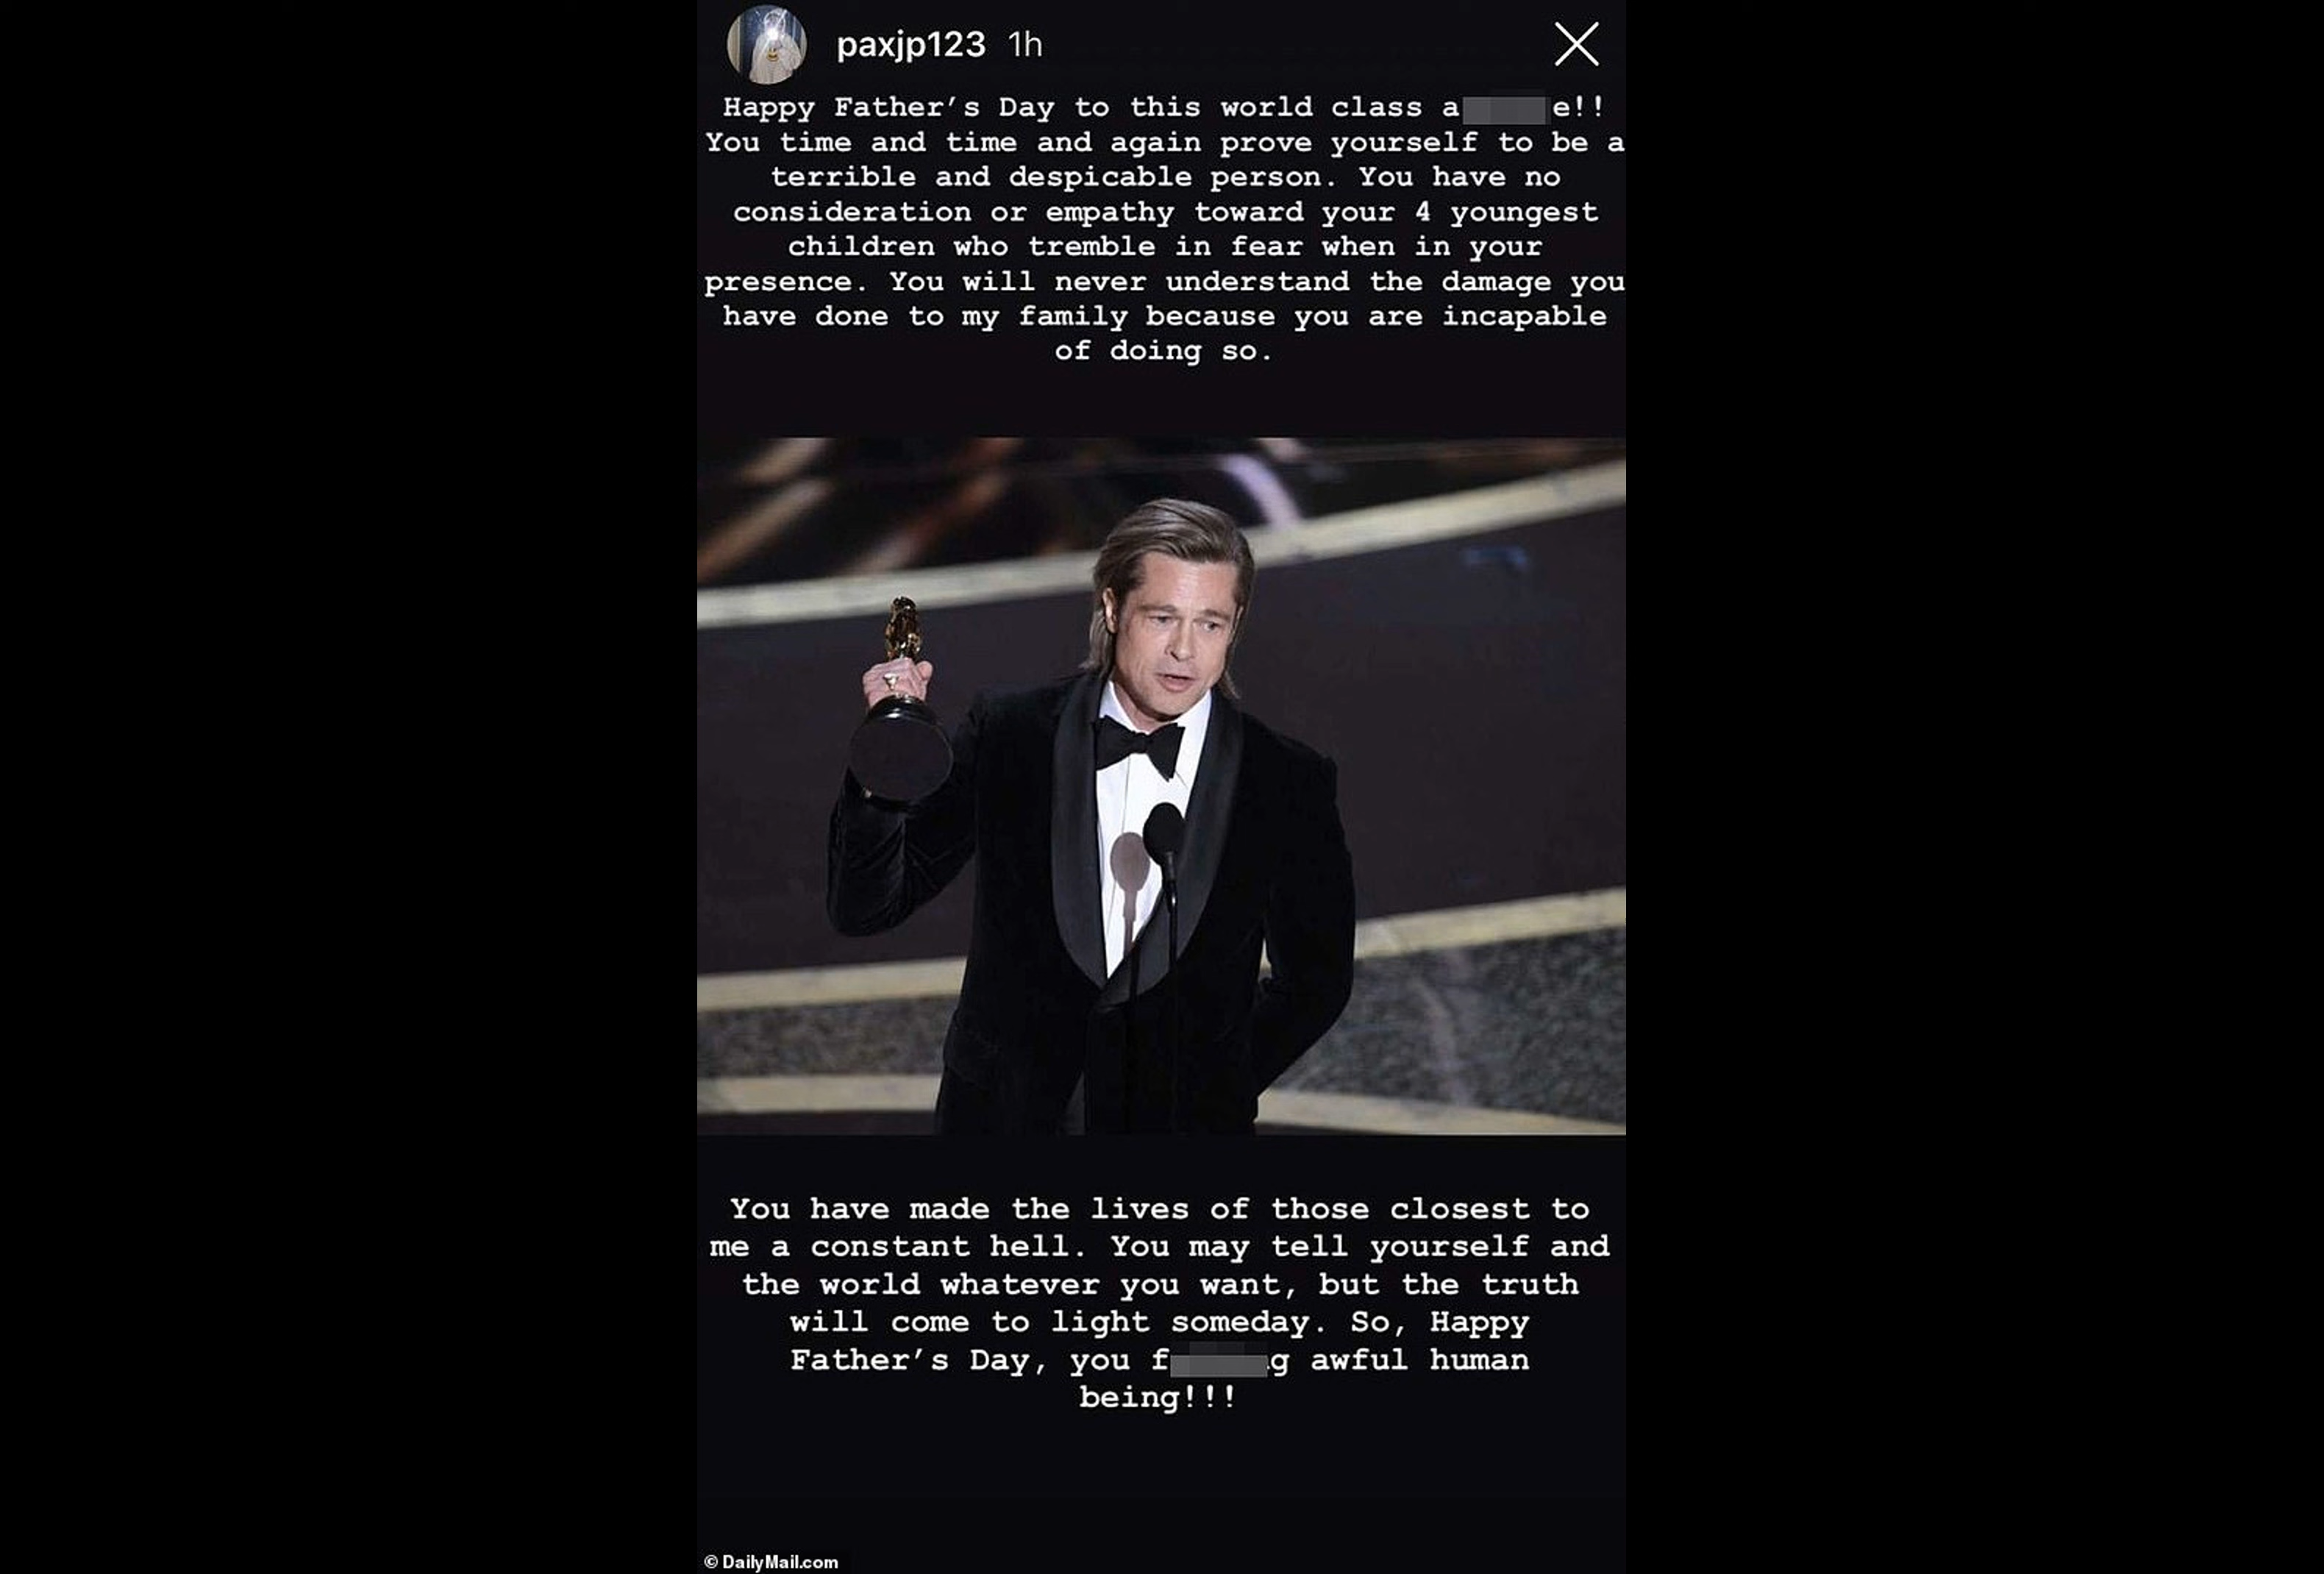 paxjp123 1h
Happy Father's Day to this world class a e!!
You time and time and again prove yourself to be a
terrible and despicable person. You have no
consideration or empathy toward your 4 youngest
children who tremble in fear when in your
presence. You will never understand the damage you
have done to my family because you are incapable
of doing so.
You have made the lives of those closest to
me a constant hell. You may tell yourself and
the world whatever you want, but the truth
will come to light someday. So, Happy
Father's Day, you f g awful human
being!!!
© DailyMail.com